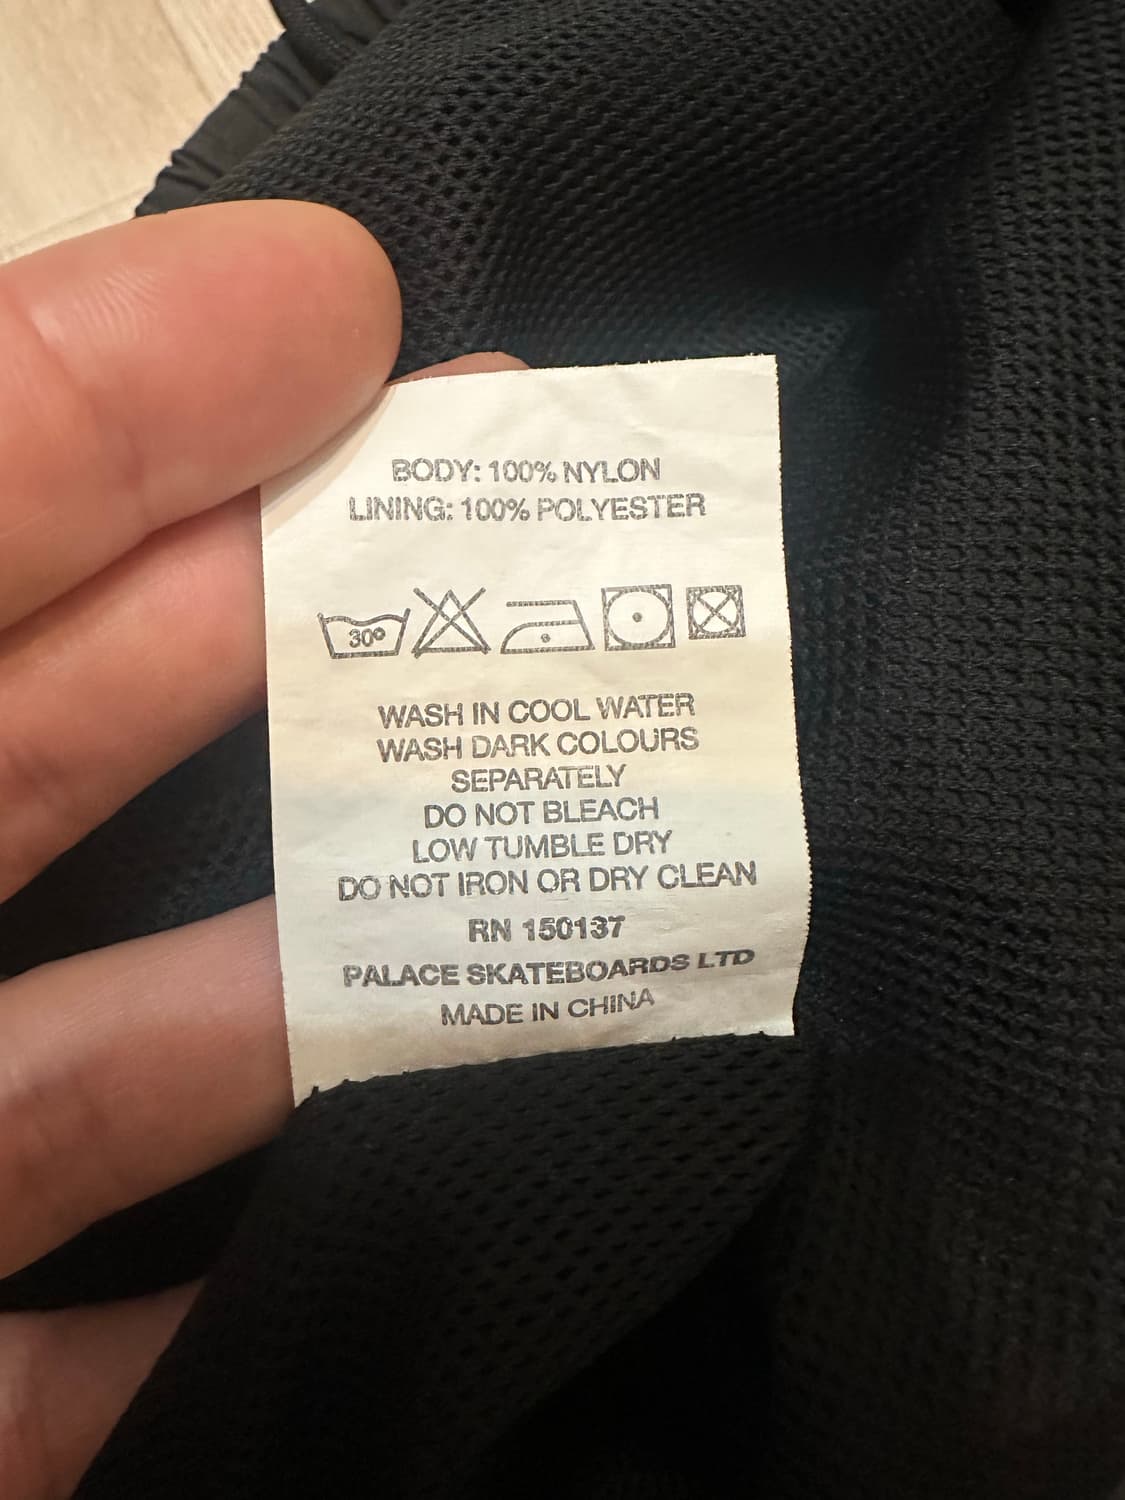 BODY: 100% NYLON
LINING: 100% POLYESTER
30°
WASH IN COOL WATER
WASH DARK COLOURS
SEPARATELY
DO NOT BLEACH
LOW TUMBLE DRY
DO NOT IRON OR DRY CLEAN
RN 150137
PALACE SKATEBOARDS LTD
MADE IN CHINA